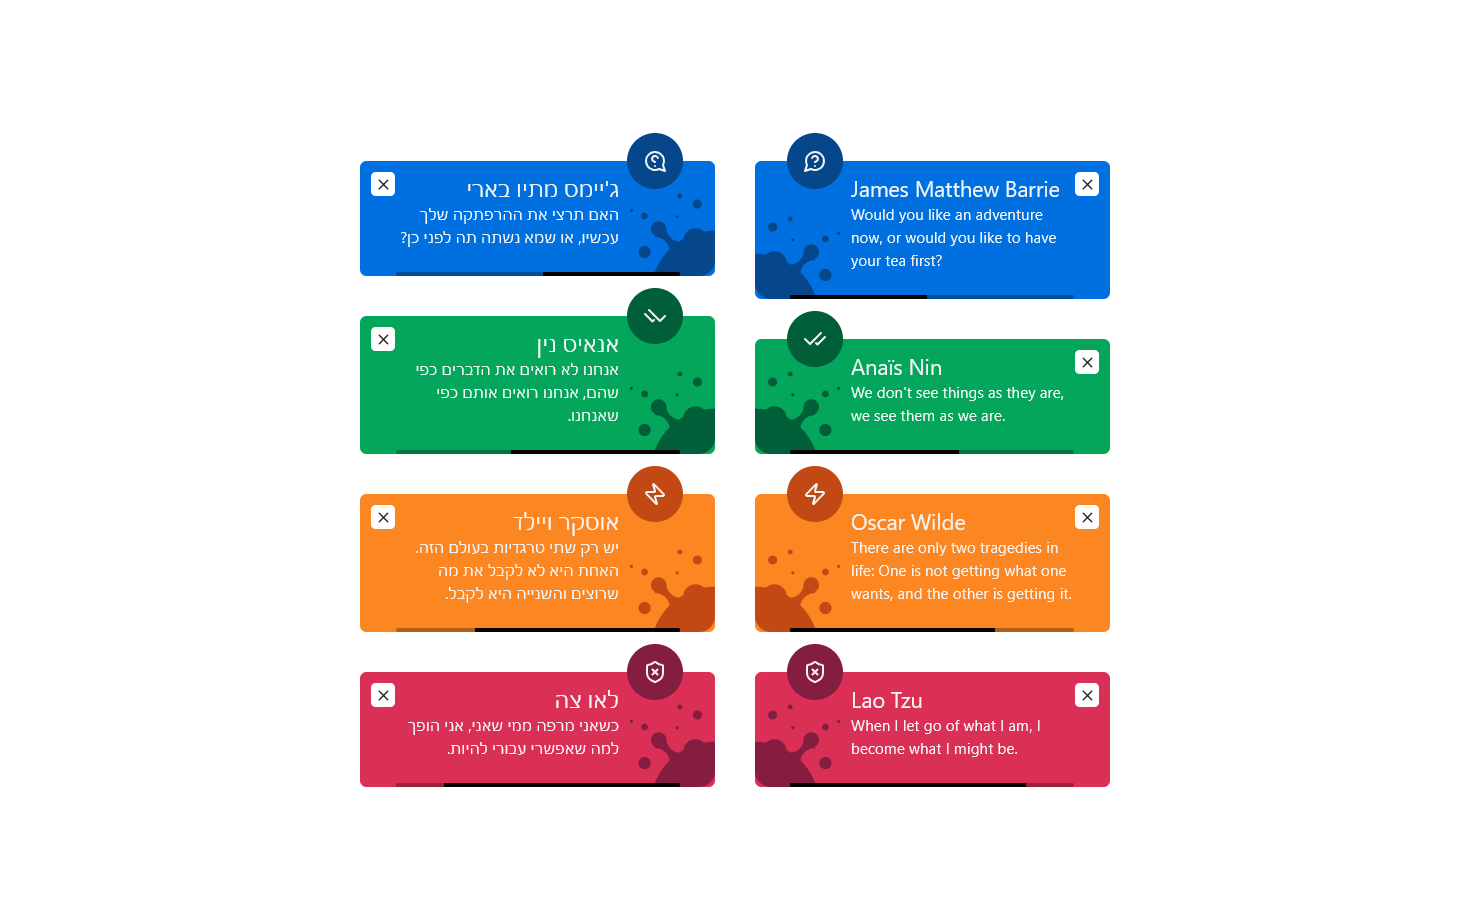 ג'יימס מתיו בארי
האם תרצי את ההרפתקה שלך
עכשיו, או שמא נשתה תה לפני כן?
James Matthew Barrie
Would you like an adventure
now, or would you like to have
your tea first?
אנאיס נין
אנחנו לא רואים את הדברים כפי
שהם, אנחנו רואים אותם כפי
שאנחנו.
Anaïs Nin
We don't see things as they are,
we see them as we are.
אוסקר ויילד
יש רק שתי טרגדיות בעולם הזה.
האחת היא לא לקבל את מה
שרוצים והשנייה היא לקבל.
Oscar Wilde
There are only two tragedies in
life: One is not getting what one
wants, and the other is getting it.
לאו צה
כשאני מרפה ממי שאני, אני הופך
למה שאפשרי עבורי להיות.
Lao Tzu
When I let go of what I am, I
become what I might be.